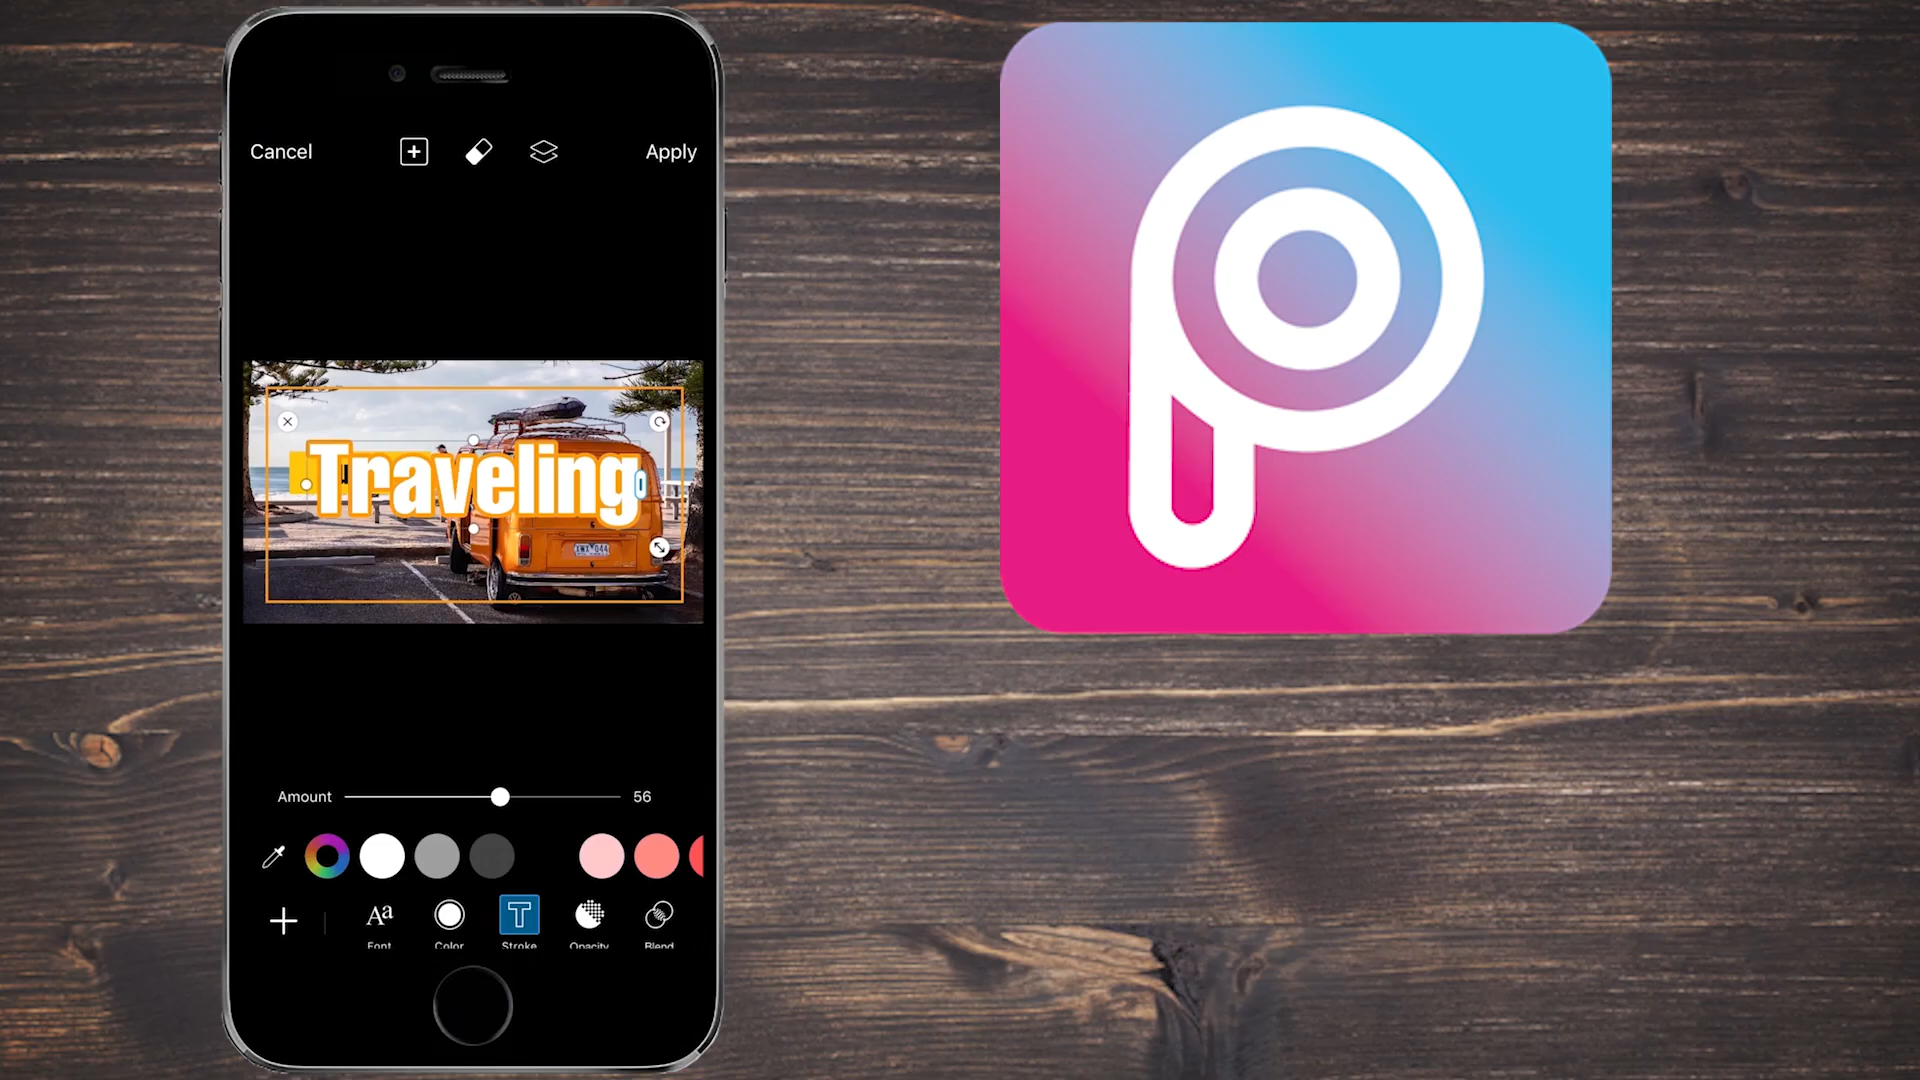 Cancel
Apply
Traveling
Amount
56
Font
Color
Stroke
Opacity
Blend